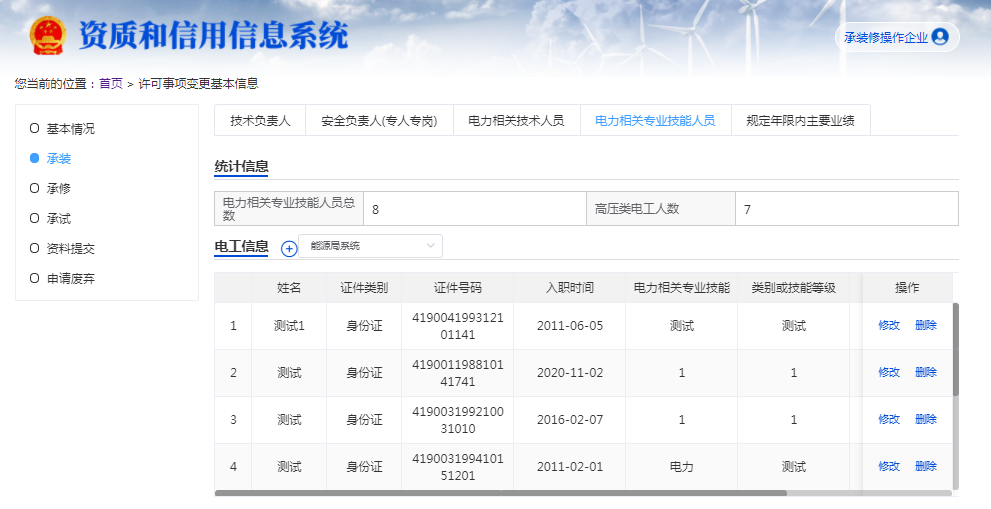 资质和信用信息系统
承装修操作企业
您当前的位置：首页 > 许可事项变更基本信息
基本情况
承装
承修
承试
资料提交
申请废弃
技术负责人 安全负责人(专人专岗) 电力相关技术人员 电力相关专业技能人员 规定年限内主要业绩
统计信息
电力相关专业技能人员总数 8 高压类电工人数 7
电工信息 能源局系统
姓名 证件类别 证件号码 入职时间 电力相关专业技能 类别或技能等级 操作
1 测试1 身份证 41900419931201141 2011-06-05 测试 测试 修改 删除
2 测试 身份证 419001198810141741 2020-11-02 1 1 修改 删除
3 测试 身份证 419003199210031010 2016-02-07 1 1 修改 删除
4 测试 身份证 419003199410151201 2011-02-01 电力 测试 修改 删除